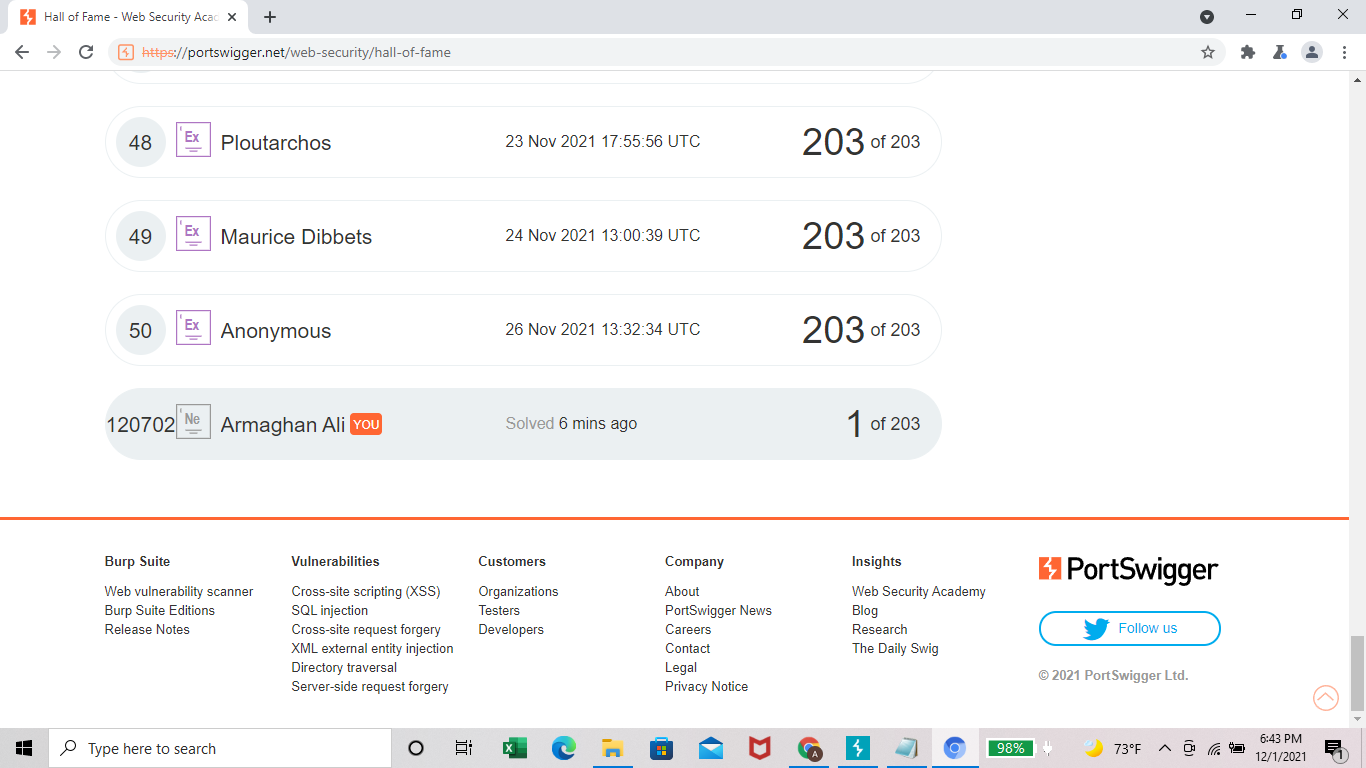 Hall of Fame - Web Security Acad
https://portswigger.net/web-security/hall-of-fame
48 Ex Ploutarchos 23 Nov 2021 17:55:56 UTC 203 of 203
49 Ex Maurice Dibbets 24 Nov 2021 13:00:39 UTC 203 of 203
50 Ex Anonymous 26 Nov 2021 13:32:34 UTC 203 of 203
120702 Ne Armaghan Ali YOU Solved 6 mins ago 1 of 203
Burp Suite
Web vulnerability scanner
Burp Suite Editions
Release Notes
Vulnerabilities
Cross-site scripting (XSS)
SQL injection
Cross-site request forgery
XML external entity injection
Directory traversal
Server-side request forgery
Customers
Organizations
Testers
Developers
Company
About
PortSwigger News
Careers
Contact
Legal
Privacy Notice
Insights
Web Security Academy
Blog
Research
The Daily Swig
PortSwigger
Follow us
© 2021 PortSwigger Ltd.
Type here to search
A
98%
73°F
6:43 PM
12/1/2021
1